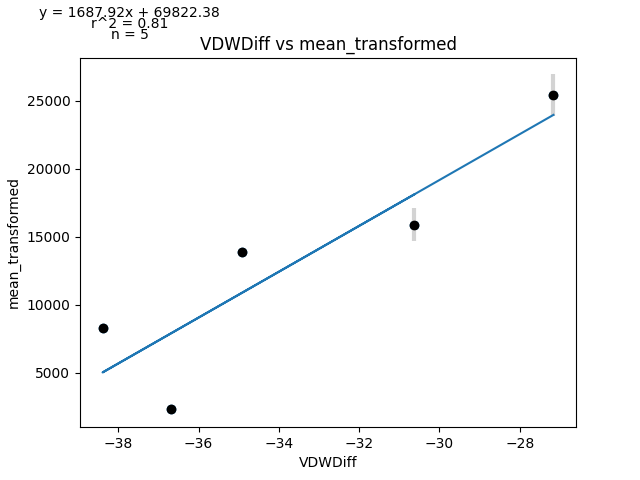 y = 1687.92x + 69822.38
r^2 = 0.81
n = 5
VDWDiff vs mean_transformed
25000
20000
15000
10000
5000
mean_transformed
−38 −36 −34 −32 −30 −28
VDWDiff